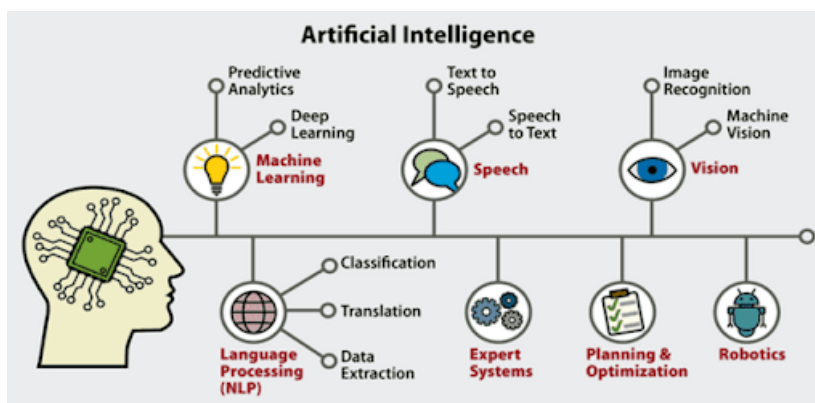 Artificial Intelligence
Predictive
Analytics
Deep
Learning
Machine
Learning
Text to
Speech
Speech
to Text
Speech
Image
Recognition
Machine
Vision
Vision
Classification
Translation
Data
Extraction
Language
Processing
(NLP)
Expert
Systems
Planning &
Optimization
Robotics